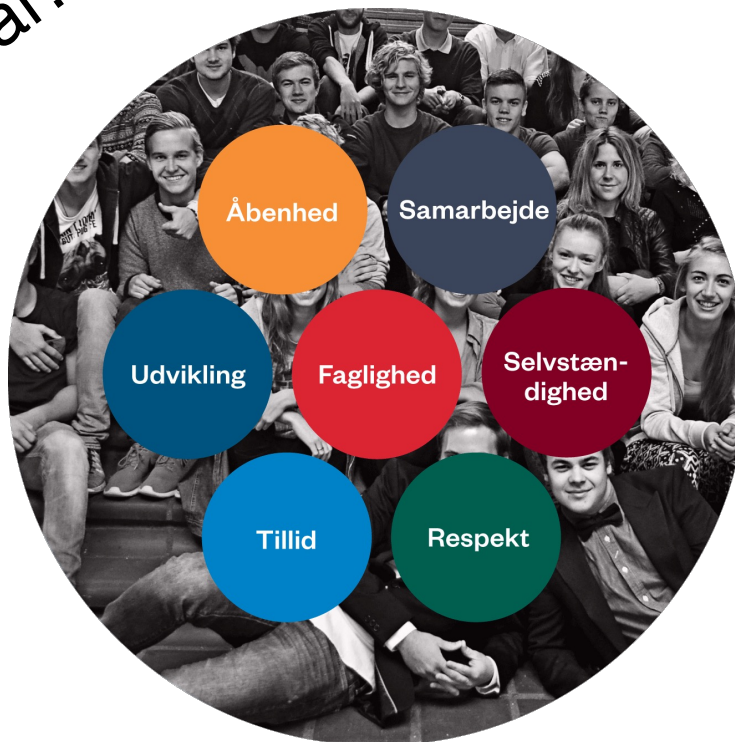 Åbenhed
Samarbejde
Udvikling
Faglighed
Selvstæn-
dighed
Tillid
Respekt